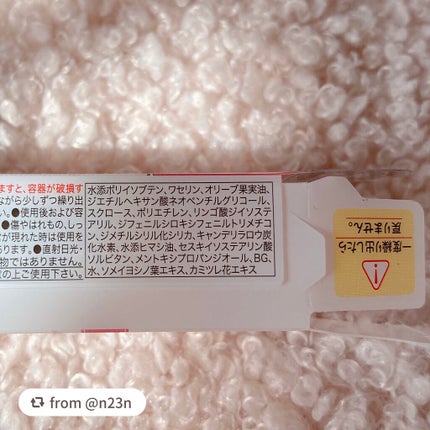 ますと、容器が破損す
ながら少しずつ繰り出
い。●使用後および容
●傷やはれもの、しっ
が現れた時は使用を
あります。●直射日光・
物ではありません。
の上ご使用下さい。
水添ポリイソブテン、ワセリン、オリーブ果実油、
ジエチルヘキサン酸ネオペンチルグリコール、
スクロース、ポリエチレン、リンゴ酸ジイソステ
アリル、ジフェニルシロキシフェニルトリメチコ
ン、ジメチルシリル化シリカ、キャンデリラロウ炭
化水素、水添ヒマシ油、セスキイソステアリン酸
ソルビタン、メントキシプロパンジオール、BG、
水、ソメイヨシノ葉エキス、カミツレ花エキス
一度繰り出したら
戻りません。
from @n23n